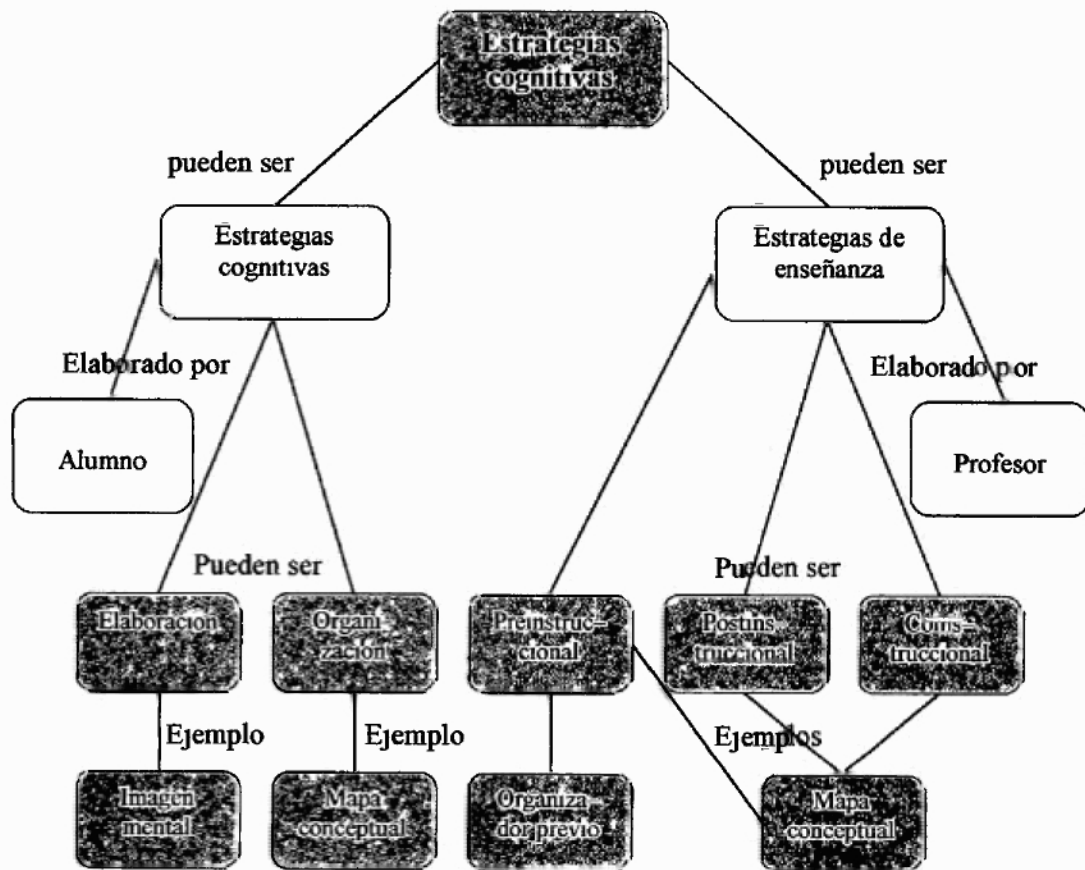 Estrategias
cognitivas
pueden ser
pueden ser
Estrategias
cognitivas
Estrategias de
enseñanza
Elaborado por
Elaborado por
Alumno
Profesor
Pueden ser
Pueden ser
Elaboración
Organi-
zación
Preinstruc-
cional
Postins
truccional
Coins-
truccional
Ejemplo
Ejemplo
Ejemplos
Imagen
mental
Mapa
conceptual
Organiza-
dor previo
Mapa
conceptual